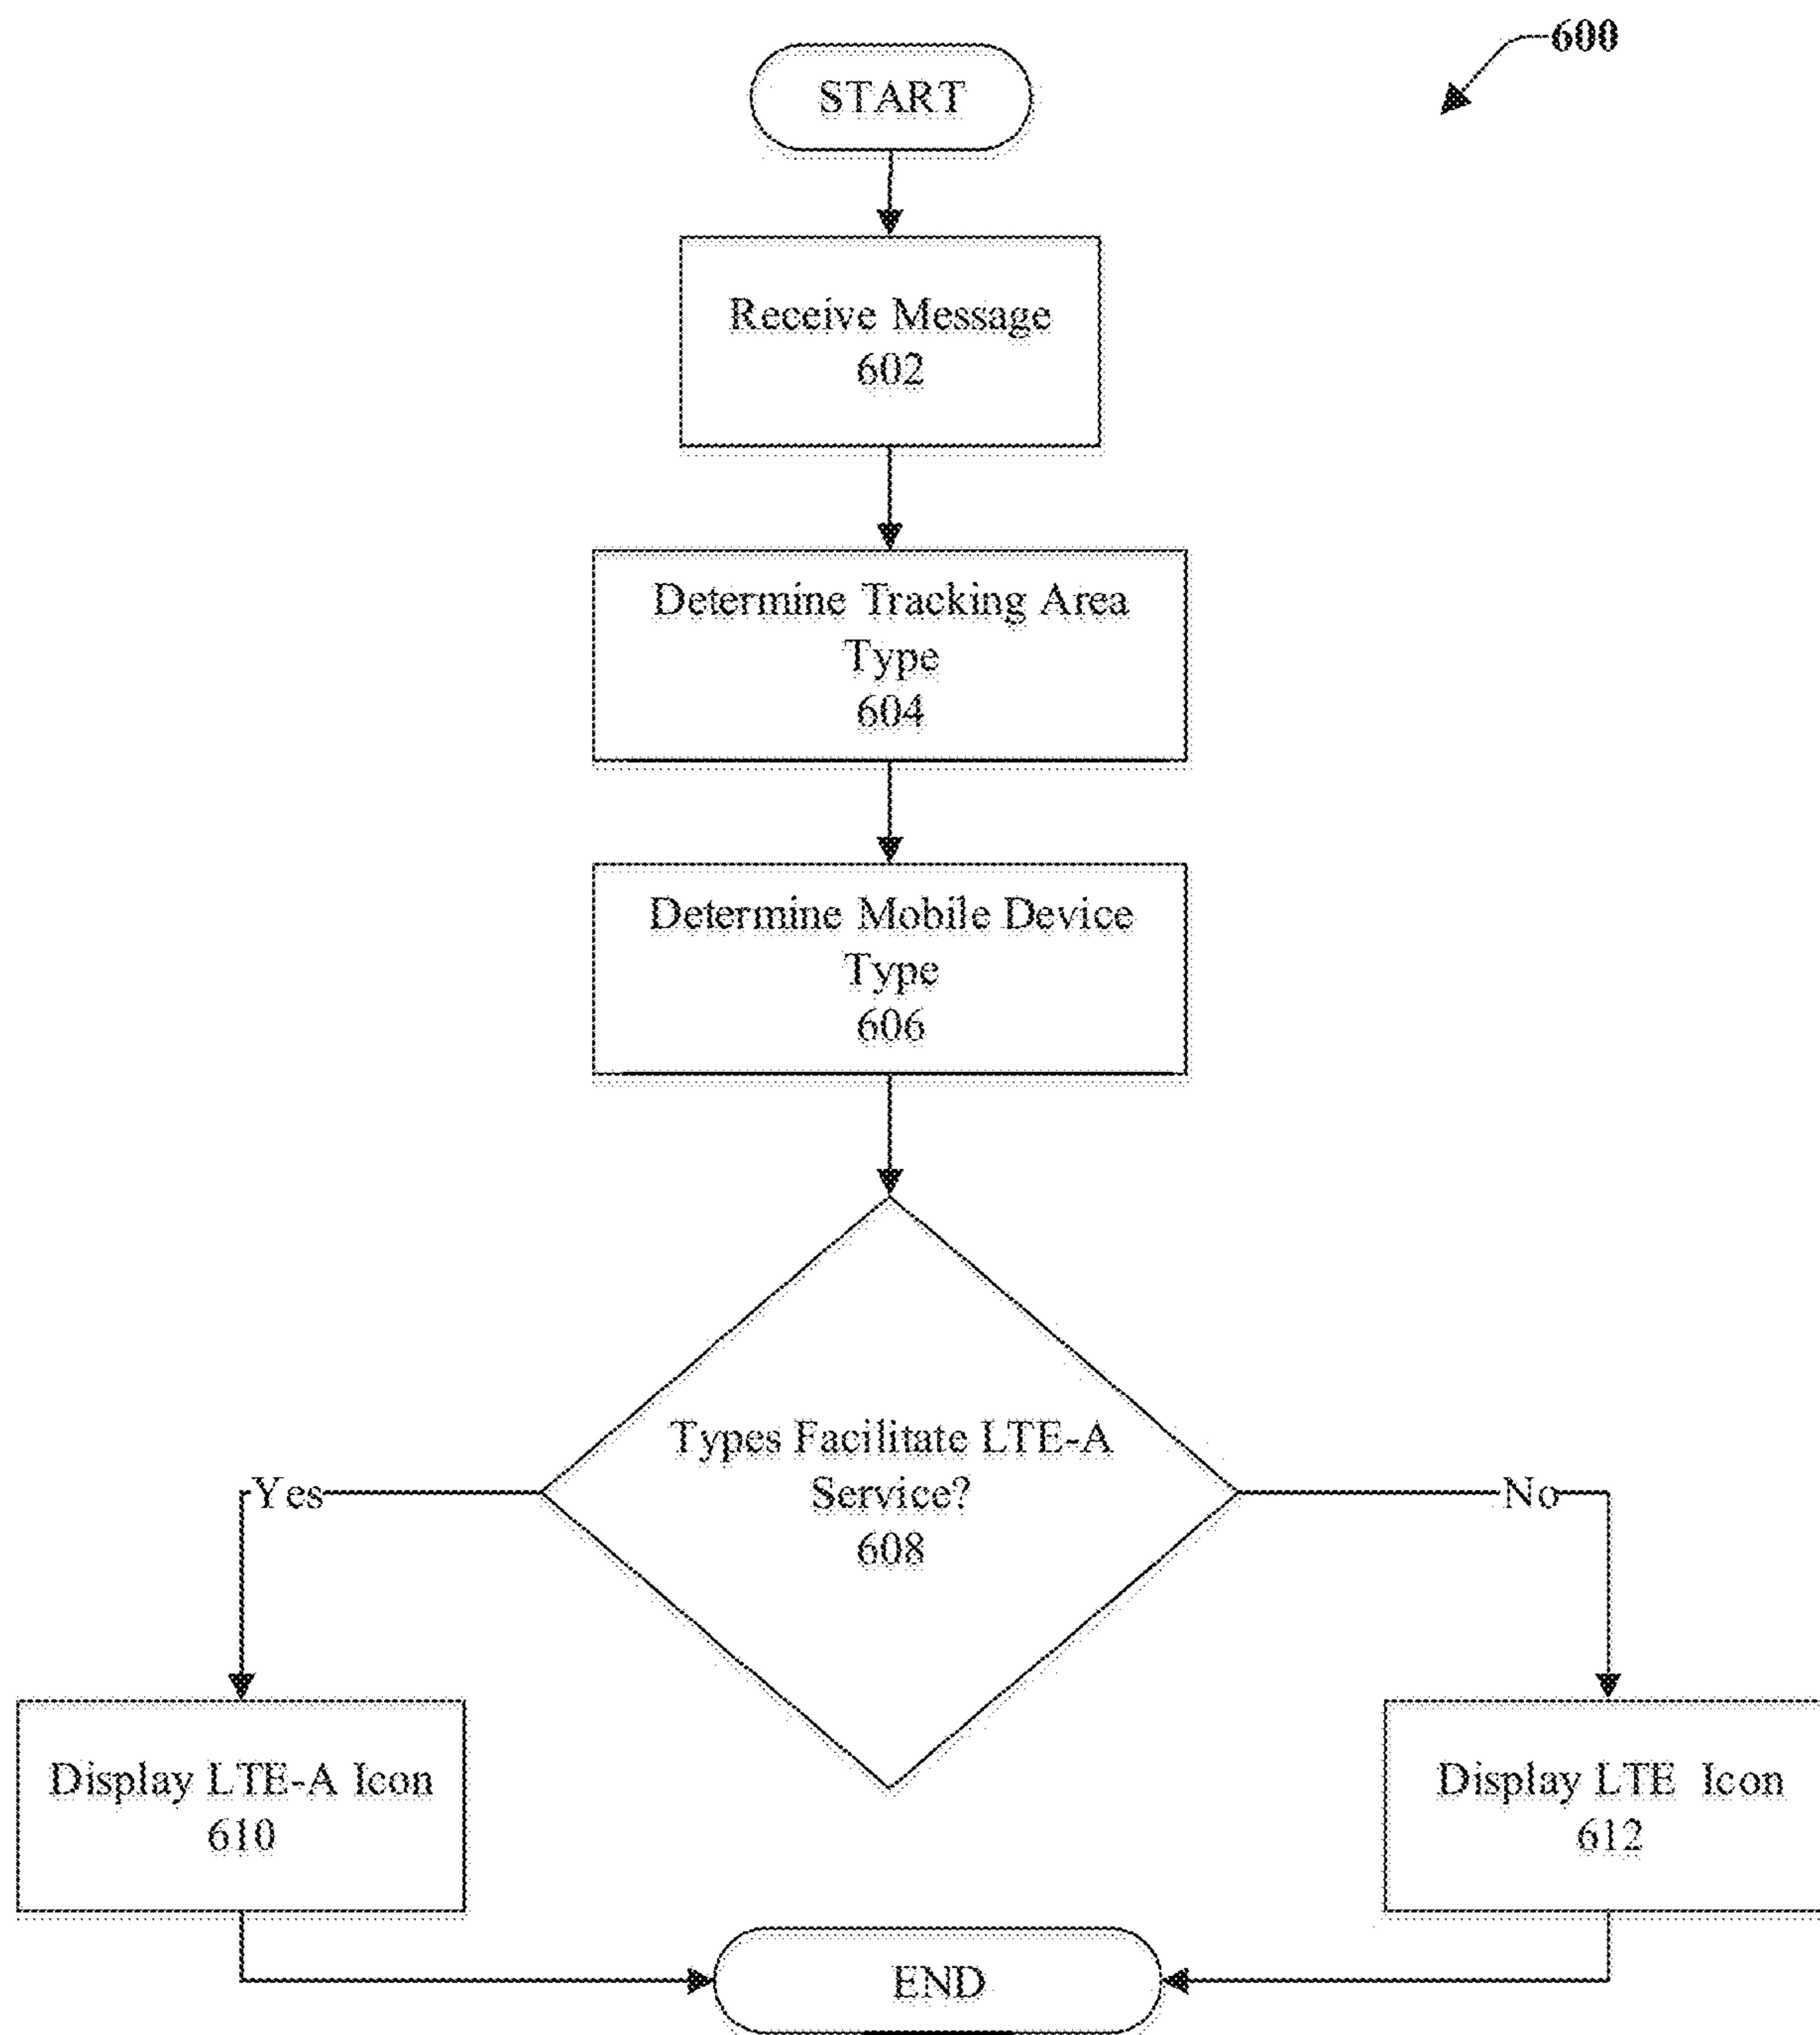 600
START
Receive Message
602
Determine Tracking Area
Type
604
Determine Mobile Device
Type
606
Types Facilitate LTE-A
Service?
608
Yes
No
Display LTE-A Icon
610
Display LTE Icon
612
END